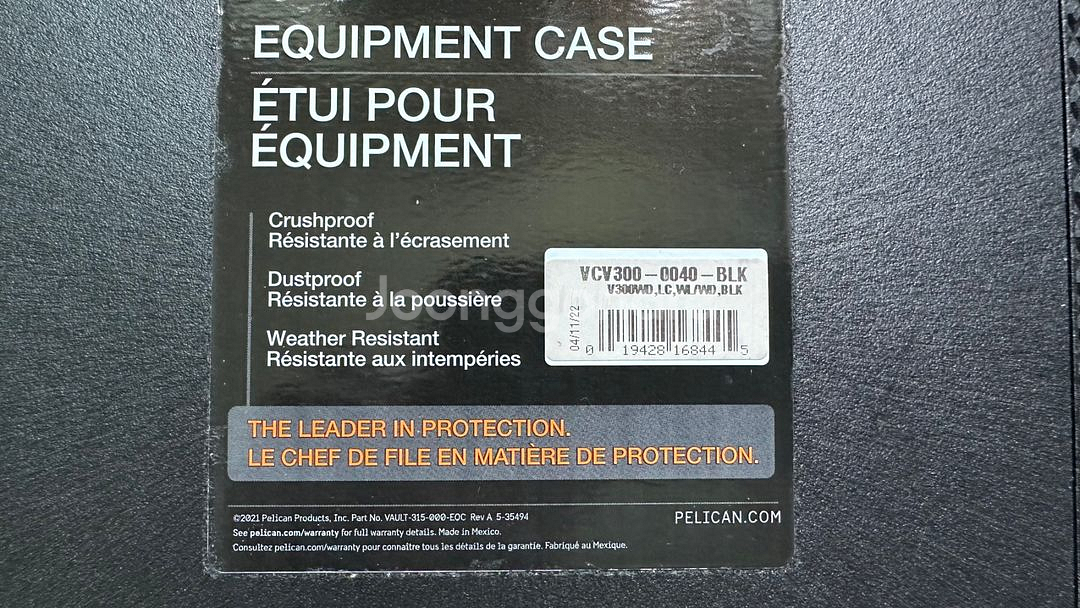 EQUIPMENT CASE
ÉTUI POUR
ÉQUIPMENT
Crushproof
Résistante à l'écrasement
Dustproof
Résistante à la poussière
Weather Resistant
Résistante aux intempéries
VCV300-0040-BLK
V300WD,LC,WL/WD,BLK
04/11/22
0 19428 16844 5
THE LEADER IN PROTECTION.
LE CHEF DE FILE EN MATIÈRE DE PROTECTION.
©2021 Pelican Products, Inc. Part No. VAULT-315-000-EOC Rev A 5-35494
See pelican.com/warranty for full warranty details. Made in Mexico.
Consultez pelican.com/warranty pour connaître tous les détails de la garantie. Fabriqué au Mexique.
PELICAN.COM